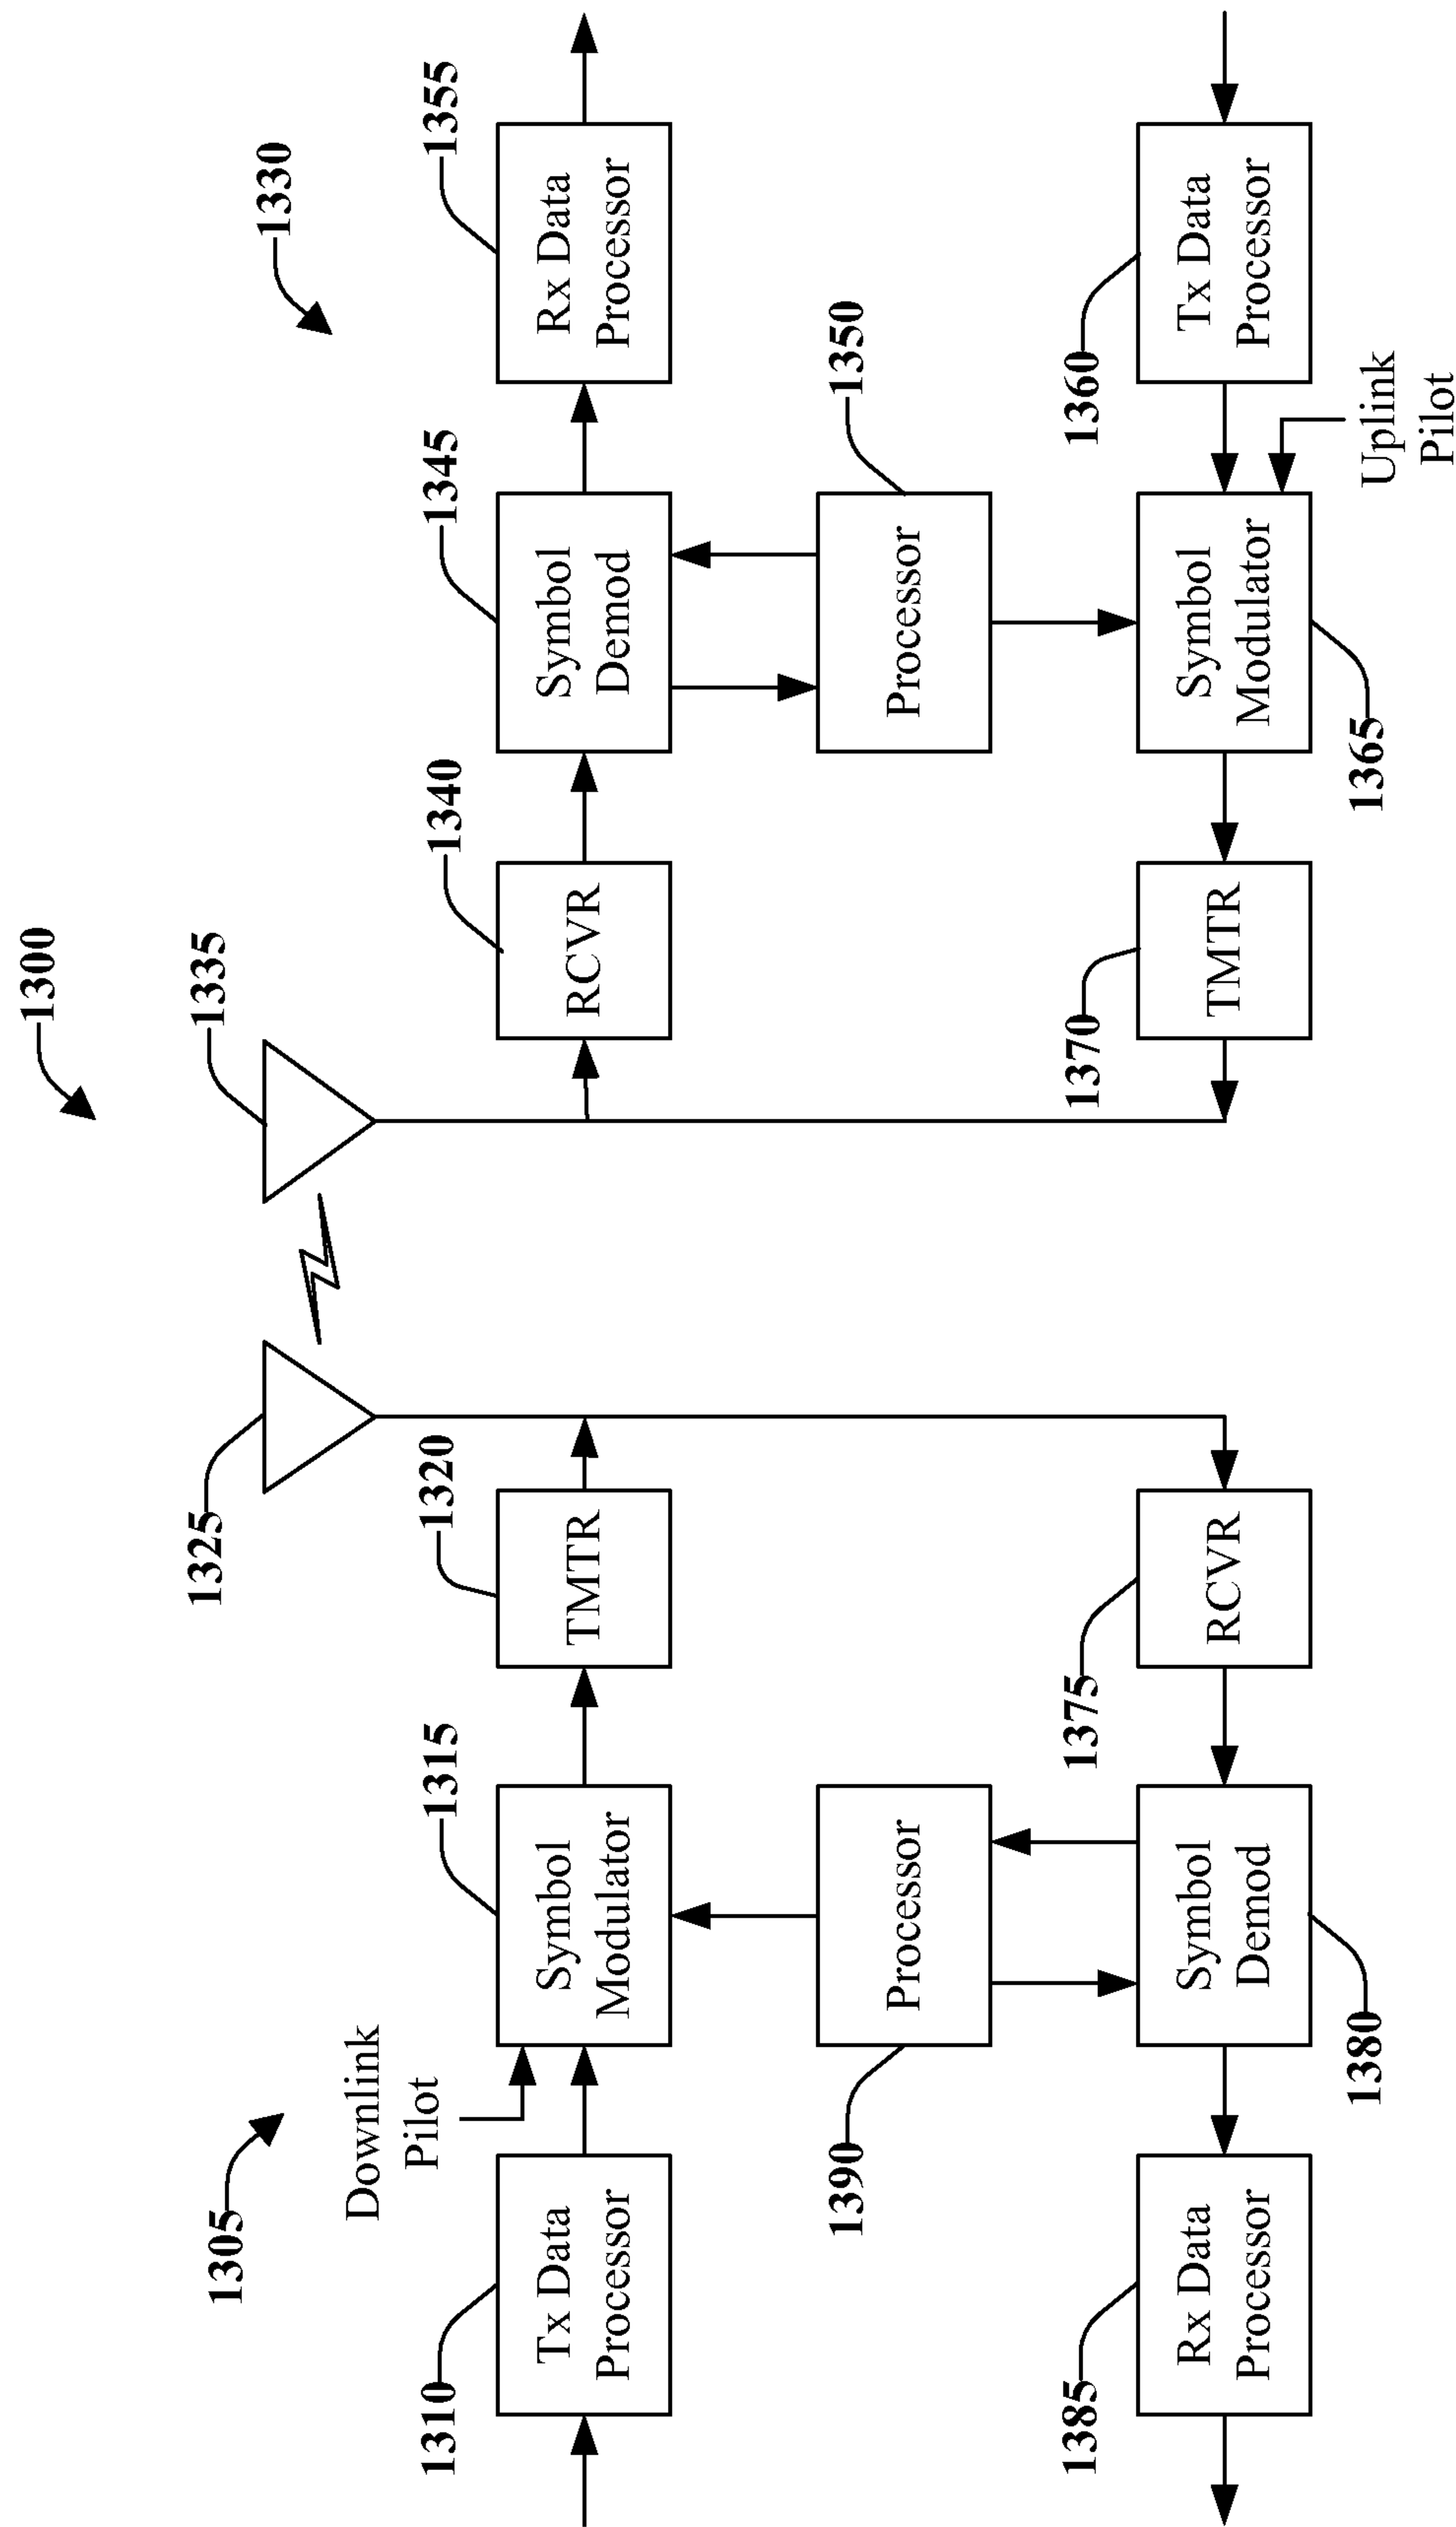 1300
1305
1325
1335
1330
Downlink
Pilot
1310
Tx Data
Processor
1315
Symbol
Modulator
1320
TMTR
1340
RCVR
1345
Symbol
Demod
1355
Rx Data
Processor
1390
Processor
Processor
1350
1385
Rx Data
Processor
Symbol
Demod
1380
1375
RCVR
1370
TMTR
Symbol
Modulator
1365
1360
Tx Data
Processor
Uplink
Pilot